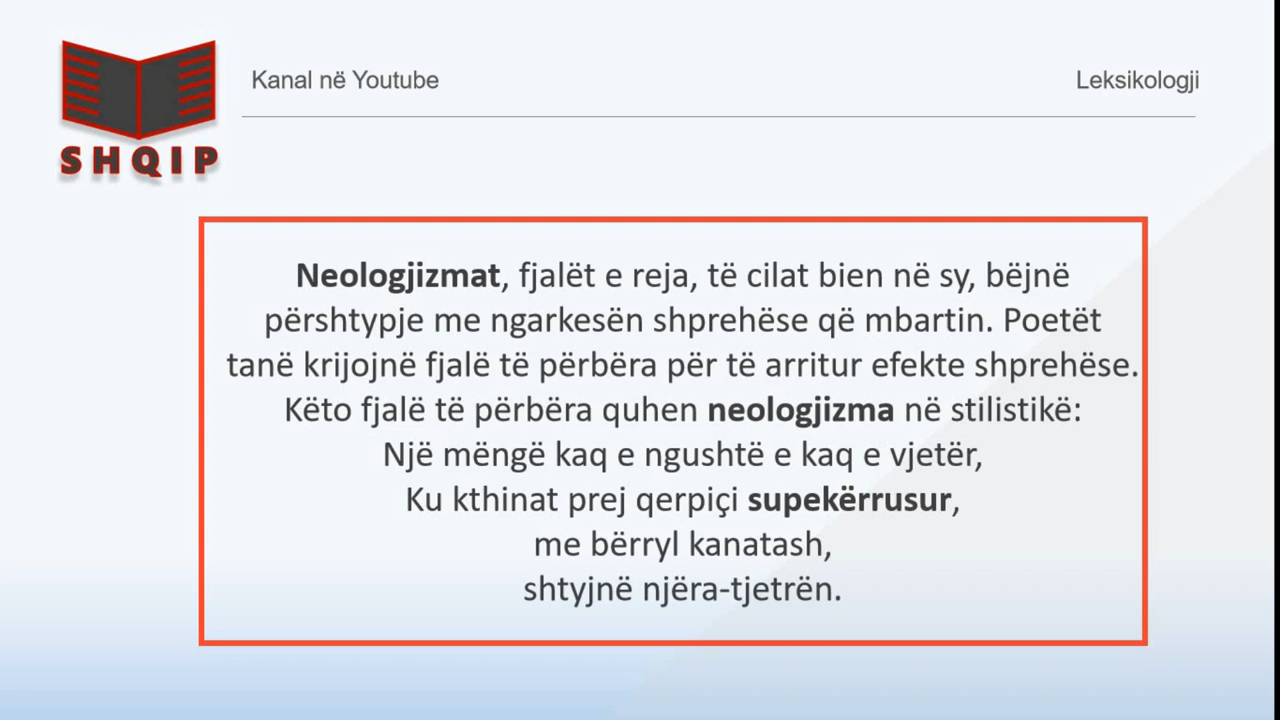 Kanal në Youtube
Leksikologji
SHQIP
Neologjizmat, fjalët e reja, të cilat bien në sy, bëjnë
përshtypje me ngarkesën shprehëse që mbartin. Poetët
tanë krijojnë fjalë të përbëra për të arritur efekte shprehëse.
Këto fjalë të përbëra quhen neologjizma në stilistikë:
Një mëngë kaq e ngushtë e kaq e vjetër,
Ku kthinat prej qerpiçi supekërrusur,
me bërryl kanatash,
shtyjnë njëra-tjetrën.